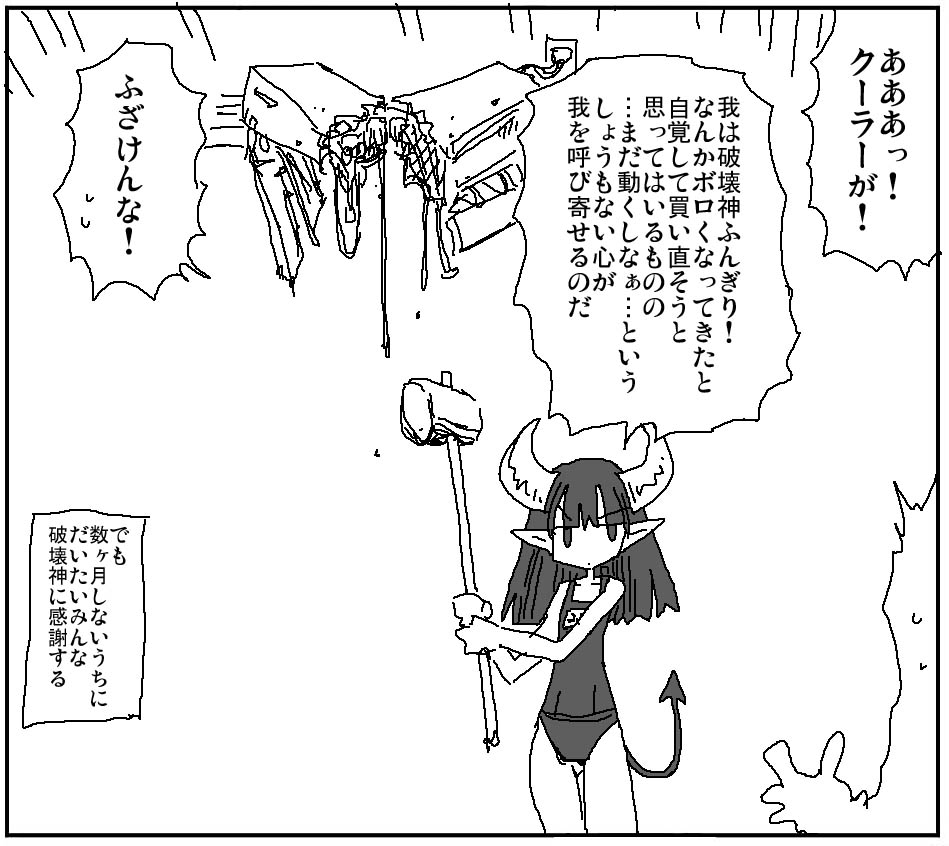 あああっ！
クーラーが！
我は破壊神ふんぎり！
なんかボロくなってきたと
自覚して買い直そうと
思ってはいるものの
…まだ動くしなぁ…という
しょうもない心が
我を呼び寄せるのだ
ふざけんな！
でも
数ヶ月しないうちに
だいたいみんな
破壊神に感謝する